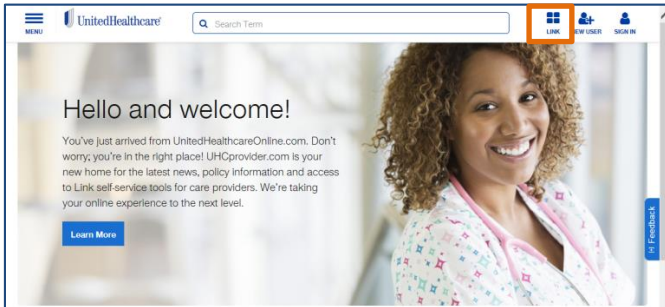 MENU
UnitedHealthcare
Search Term
LINK
NEW USER
SIGN IN
Hello and welcome!
You've just arrived from UnitedHealthcareOnline.com. Don't
worry; you're in the right place! UHCprovider.com is your
new home for the latest news, policy information and access
to Link self-service tools for care providers. We're taking
your online experience to the next level.
Learn More
Feedback